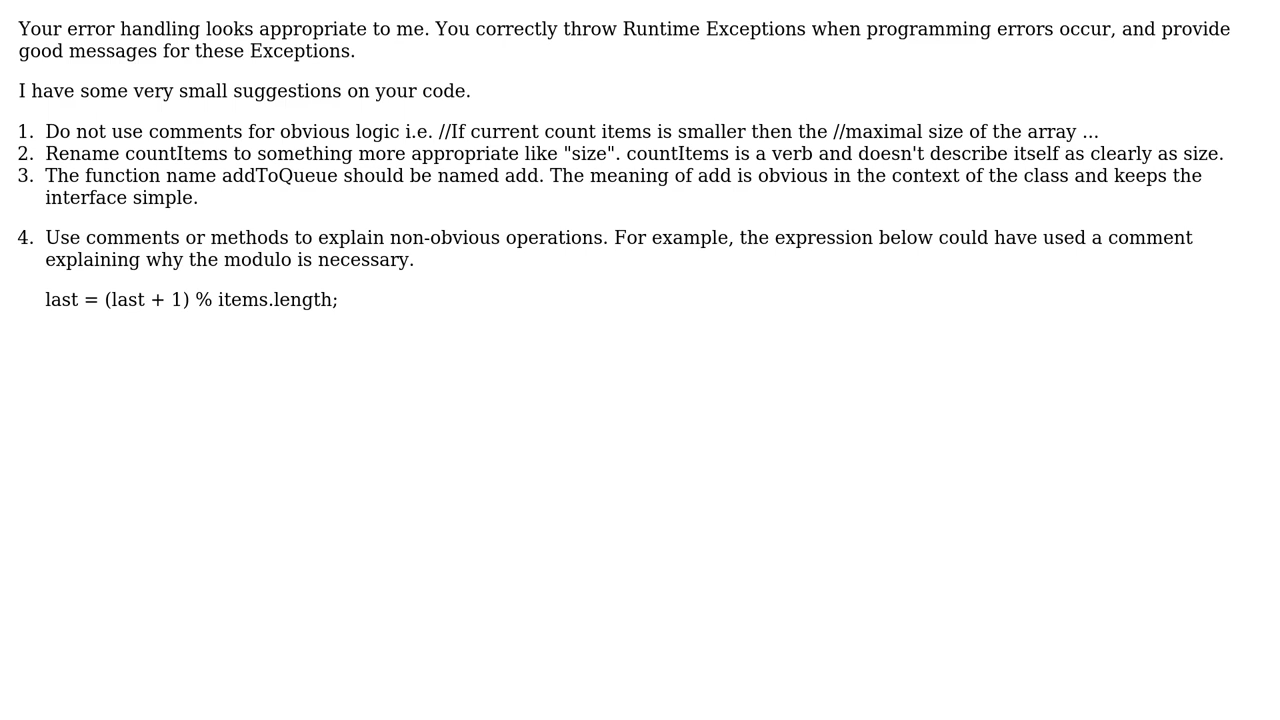 Your error handling looks appropriate to me. You correctly throw Runtime Exceptions when programming errors occur, and provide
good messages for these Exceptions.
I have some very small suggestions on your code.
1. Do not use comments for obvious logic i.e. //If current count items is smaller then the //maximal size of the array ...
2. Rename countItems to something more appropriate like "size". countItems is a verb and doesn't describe itself as clearly as size.
3. The function name addToQueue should be named add. The meaning of add is obvious in the context of the class and keeps the
interface simple.
4. Use comments or methods to explain non-obvious operations. For example, the expression below could have used a comment
explaining why the modulo is necessary.
last = (last + 1) % items.length;